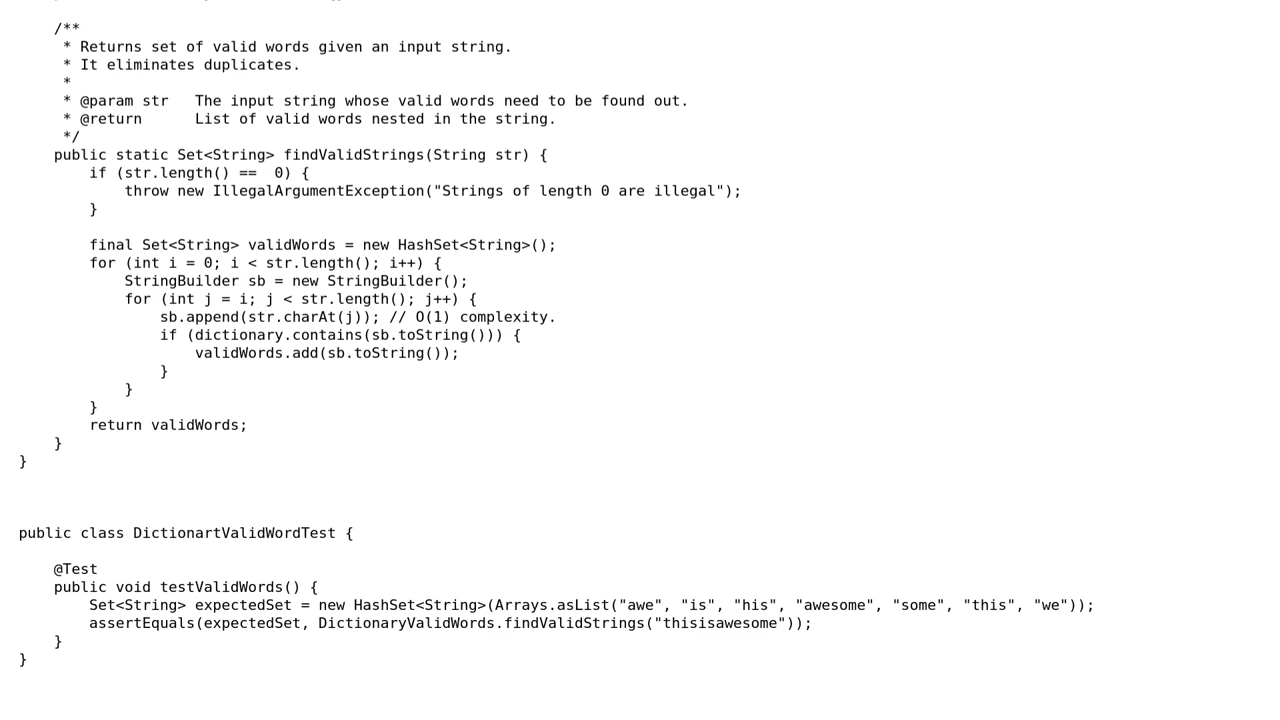 /**
* Returns set of valid words given an input string.
* It eliminates duplicates.
*
* @param str   The input string whose valid words need to be found out.
* @return      List of valid words nested in the string.
*/
public static Set<String> findValidStrings(String str) {
if (str.length() ==  0) {
throw new IllegalArgumentException("Strings of length 0 are illegal");
}
final Set<String> validWords = new HashSet<String>();
for (int i = 0; i < str.length(); i++) {
StringBuilder sb = new StringBuilder();
for (int j = i; j < str.length(); j++) {
sb.append(str.charAt(j)); // O(1) complexity.
if (dictionary.contains(sb.toString())) {
validWords.add(sb.toString());
}
}
}
return validWords;
}
}
public class DictionartValidWordTest {
@Test
public void testValidWords() {
Set<String> expectedSet = new HashSet<String>(Arrays.asList("awe", "is", "his", "awesome", "some", "this", "we"));
assertEquals(expectedSet, DictionaryValidWords.findValidStrings("thisisawesome"));
}
}